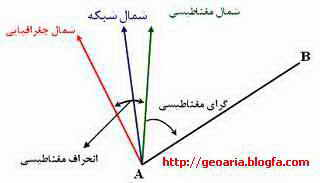 شمال مغناطیسی
شمال شبکه
شمال جغرافیایی
B
گرای مغناطیسی
انحراف مغناطیسی
A
http://geoaria.blogfa.com